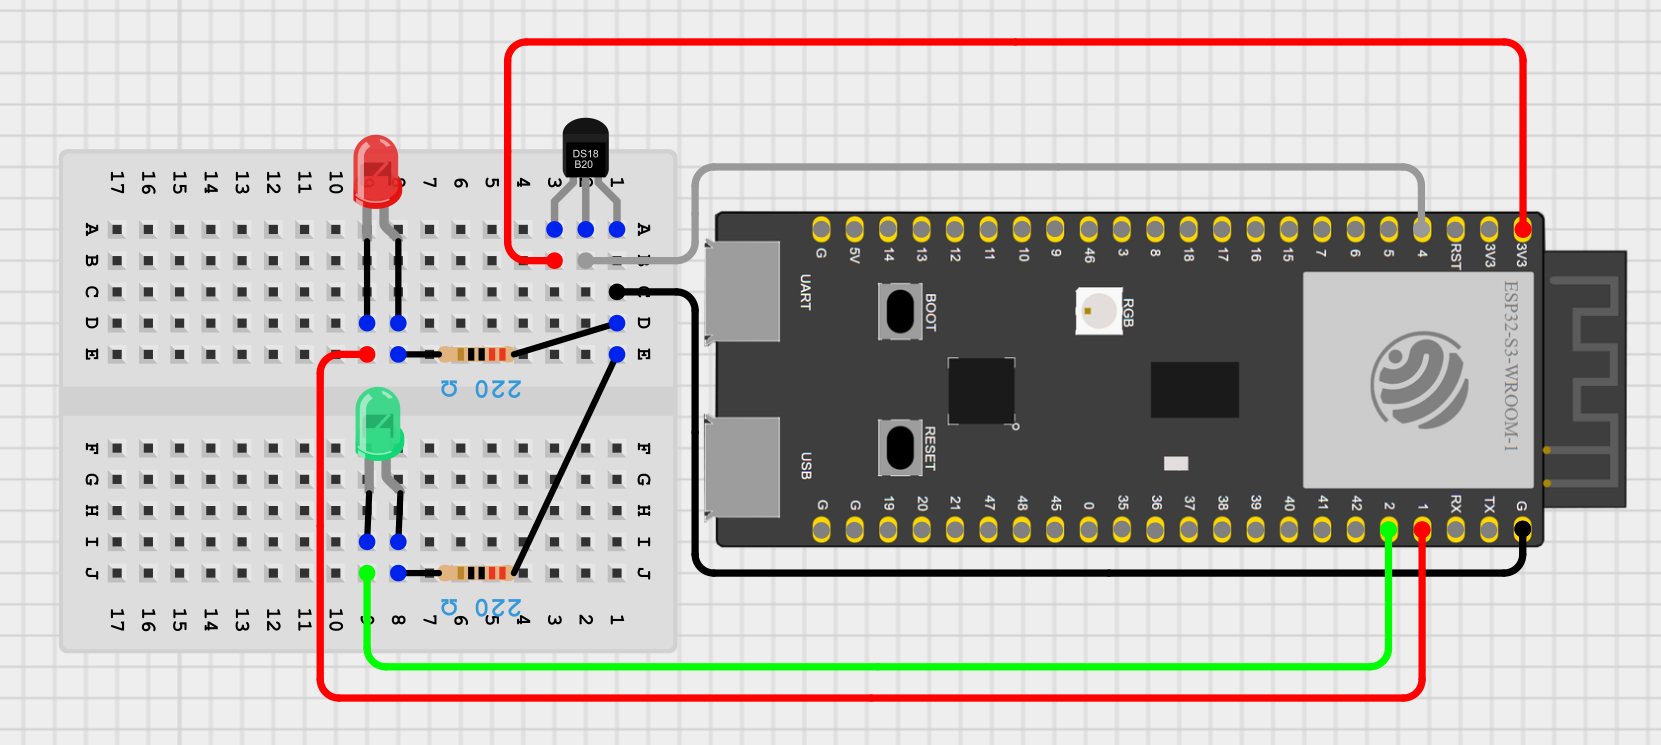 DS18
B20
17 16 15 14 13 12 11 10 9 8 7 6 5 4 3 2 1
A A
B B
C C
D D
E E
220 Ω
F F
G G
H H
I I
J J
220 Ω
17 16 15 14 13 12 11 10 9 8 7 6 5 4 3 2 1
G 5V 14 13 12 11 10 9 46 3 8 18 17 16 15 7 6 5 4 RST 3V3 3V3
UART
BOOT
RGB
ESP32-S3-WROOM-1
USB
RESET
G G 19 20 21 47 48 45 0 35 36 37 38 39 40 41 42 2 1 RX TX G